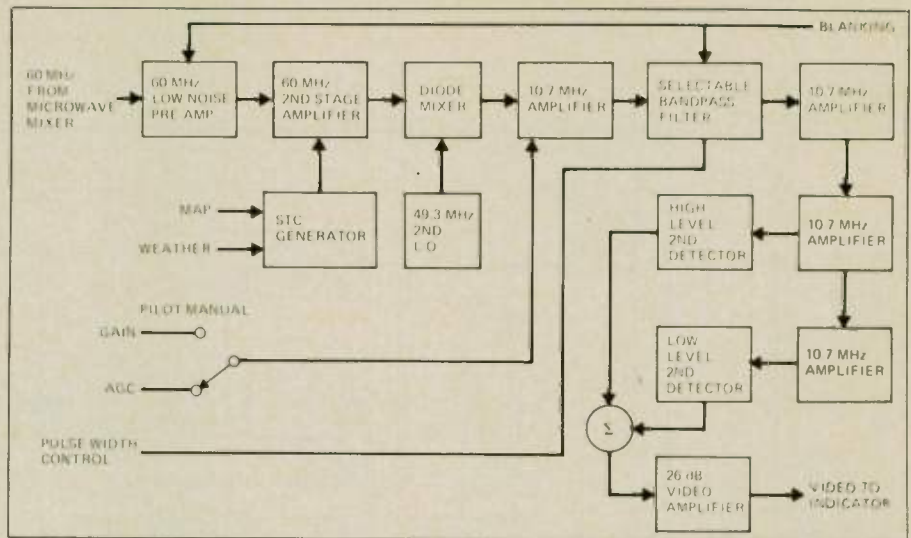 BLANKING
60 MHz
FROM
MICROWAVE
MIXER
60 MHz
LOW NOISE
PRE AMP
60 MHz
2ND STAGE
AMPLIFIER
DIODE
MIXER
10.7 MHz
AMPLIFIER
SELECTABLE
BANDPASS
FILTER
10.7 MHz
AMPLIFIER
MAP
WEATHER
STC
GENERATOR
49.3 MHz
2ND
L O
HIGH
LEVEL
2ND
DETECTOR
10 7 MHz
AMPLIFIER
PILOT MANUAL
GAIN
AGC
LOW
LEVEL
2ND
DETECTOR
10 7 MHz
AMPLIFIER
Σ
PULSE WIDTH
CONTROL
26 dB
VIDEO
AMPLIFIER
VIDEO TO
INDICATOR